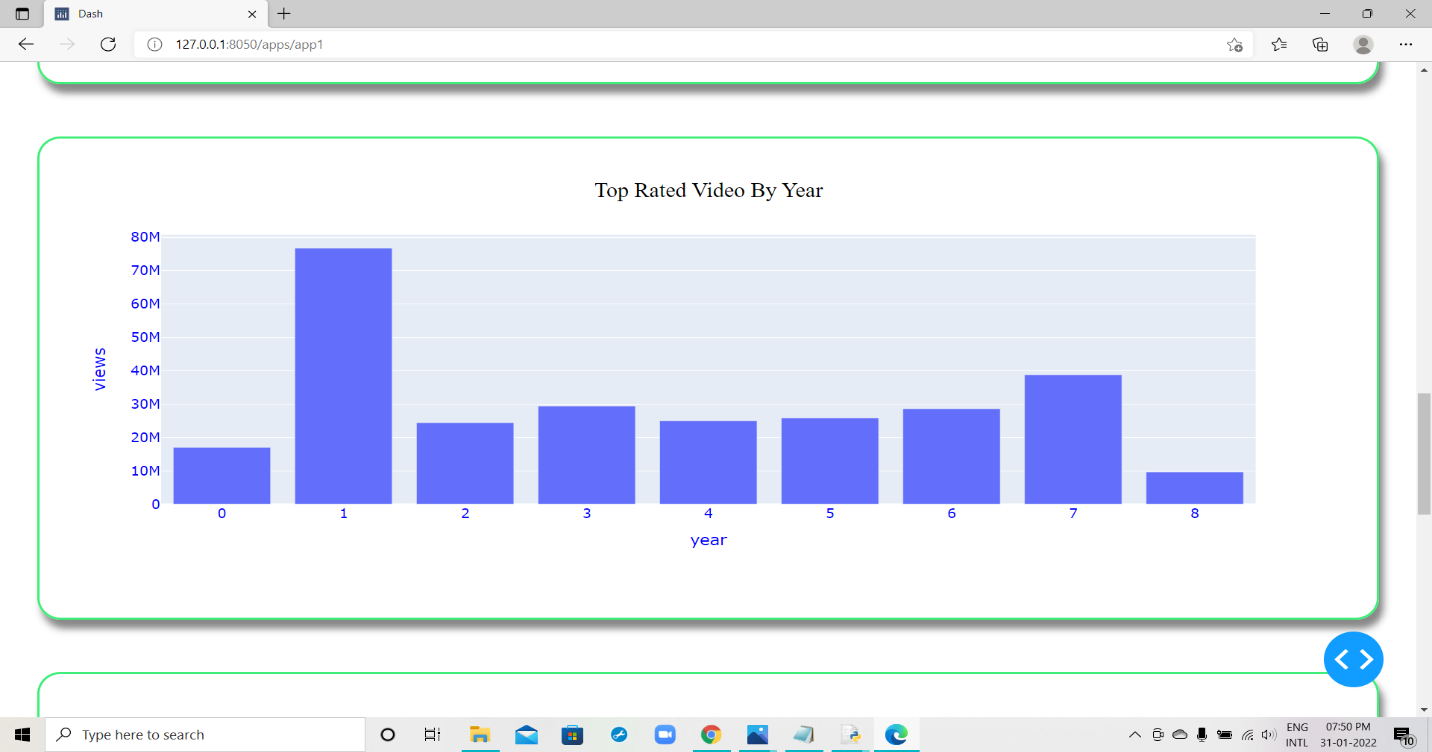 Dash
127.0.0.1:8050/apps/app1
Top Rated Video By Year
80M
70M
60M
50M
40M
30M
20M
10M
0
views
0 1 2 3 4 5 6 7 8
year
Type here to search
ENG
INTL
07:50 PM
31-01-2022
10